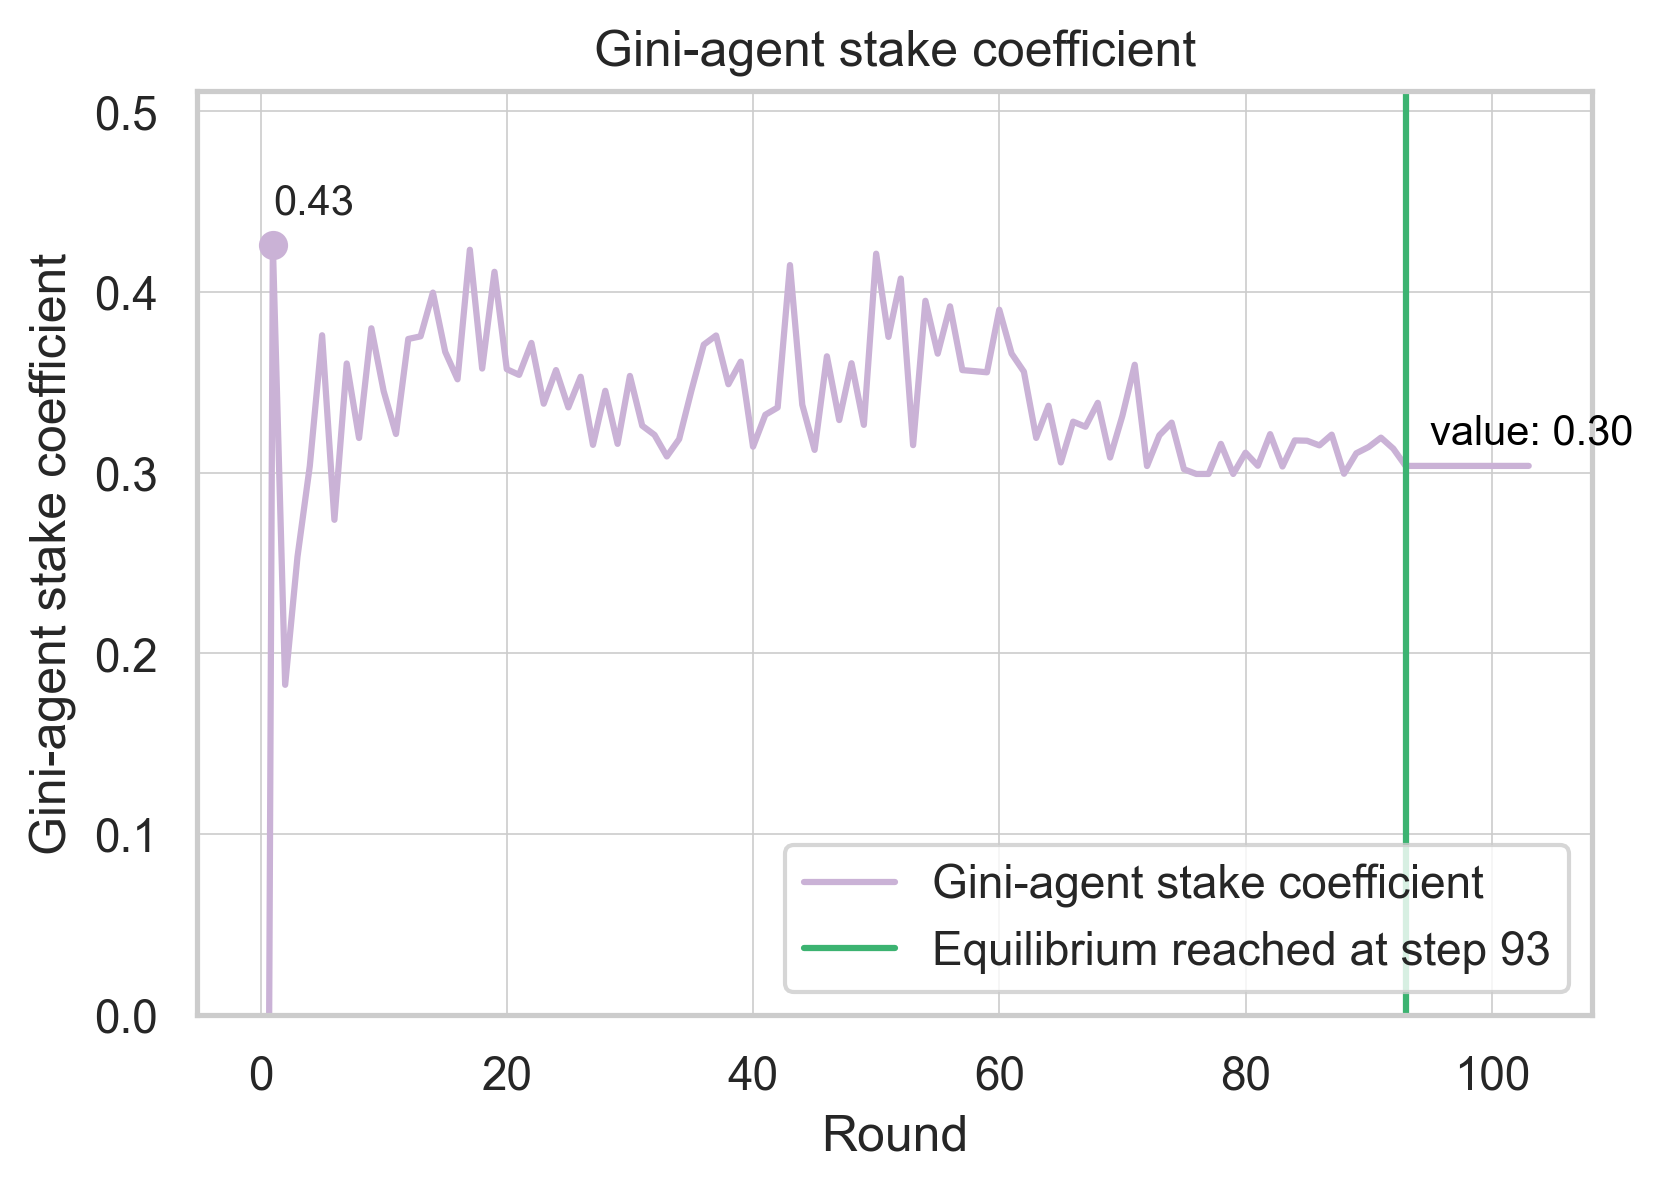 Gini-agent stake coefficient
Gini-agent stake coefficient
0.5
0.4
0.3
0.2
0.1
0.0
0.43
value: 0.30
Gini-agent stake coefficient
Equilibrium reached at step 93
0 20 40 60 80 100
Round